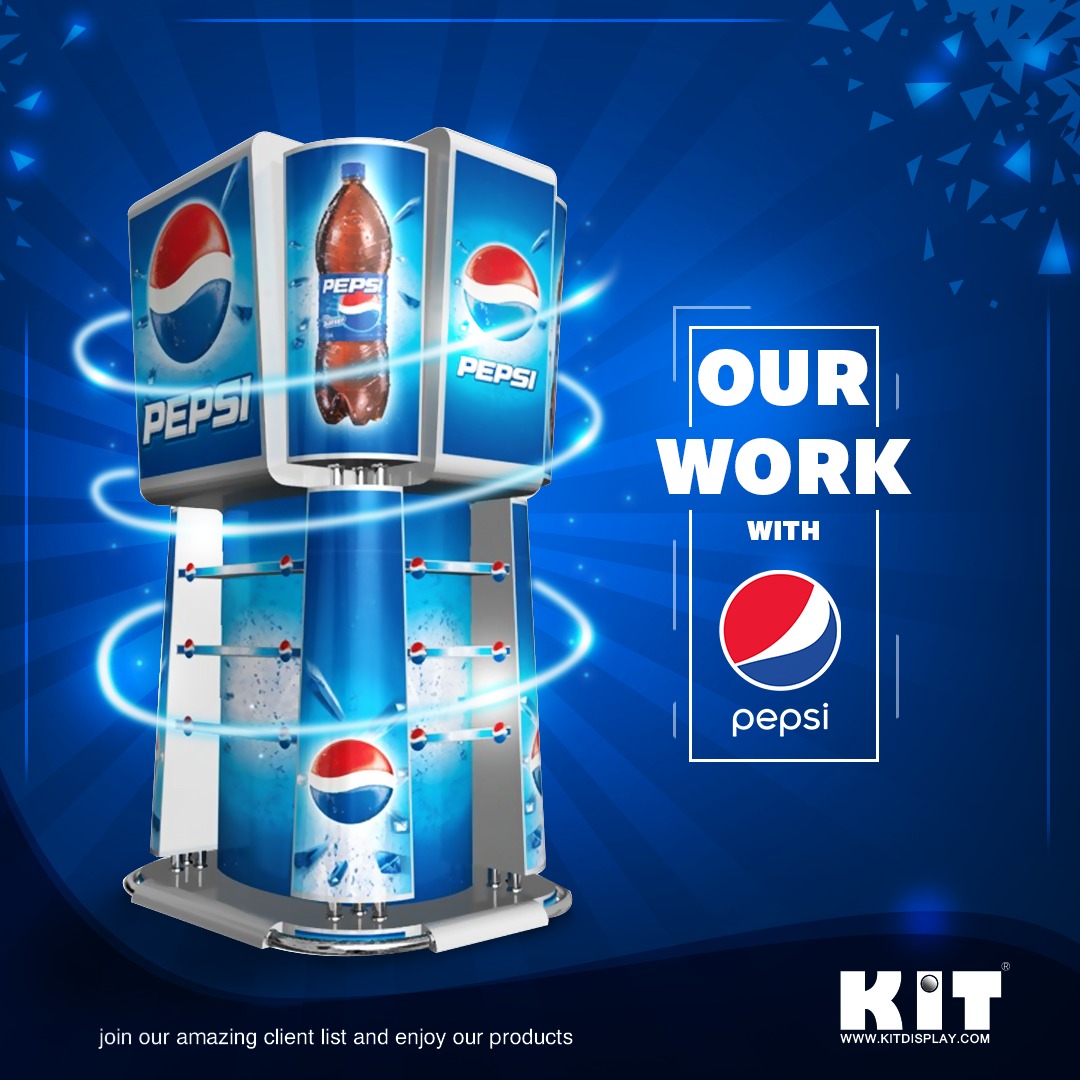 PEPSI
PEPSI
PEPSI
OUR
WORK
WITH
pepsi
join our amazing client list and enjoy our products
KiT®
WWW.KITDISPLAY.COM